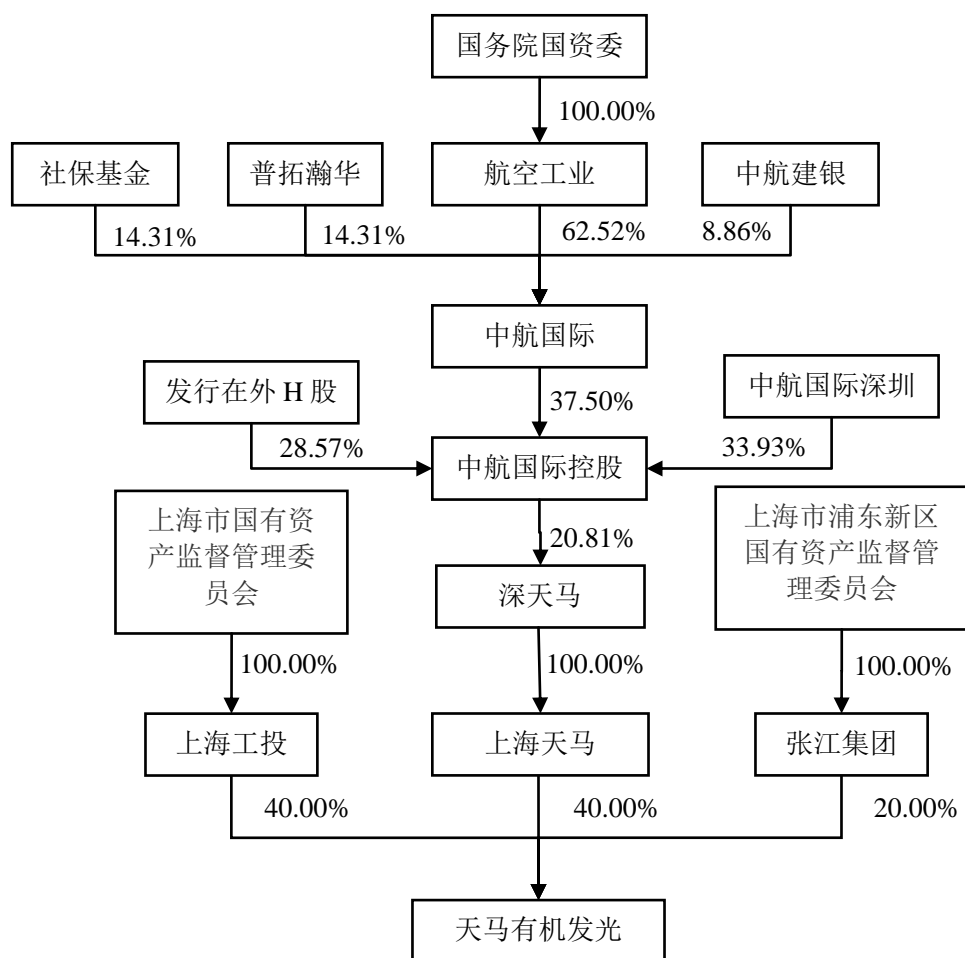 国务院国资委
100.00%
社保基金
普拓瀚华
航空工业
中航建银
14.31%
14.31%
62.52%
8.86%
中航国际
发行在外 H 股
37.50%
中航国际深圳
28.57%
中航国际控股
33.93%
上海市国有资
产监督管理委
员会
20.81%
上海市浦东新区
国有资产监督管
理委员会
深天马
100.00%
100.00%
100.00%
上海工投
上海天马
张江集团
40.00%
40.00%
20.00%
天马有机发光